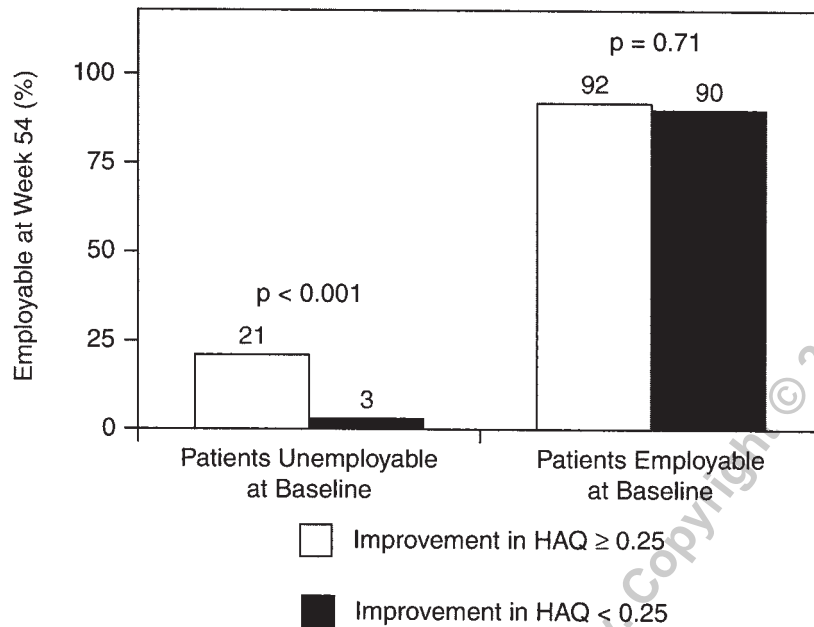 Employable at Week 54 (%)
100
75
50
25
0
p < 0.001
21
3
p = 0.71
92
90
Patients Unemployable
at Baseline
Patients Employable
at Baseline
Improvement in HAQ ≥ 0.25
Improvement in HAQ < 0.25
Copyright ©